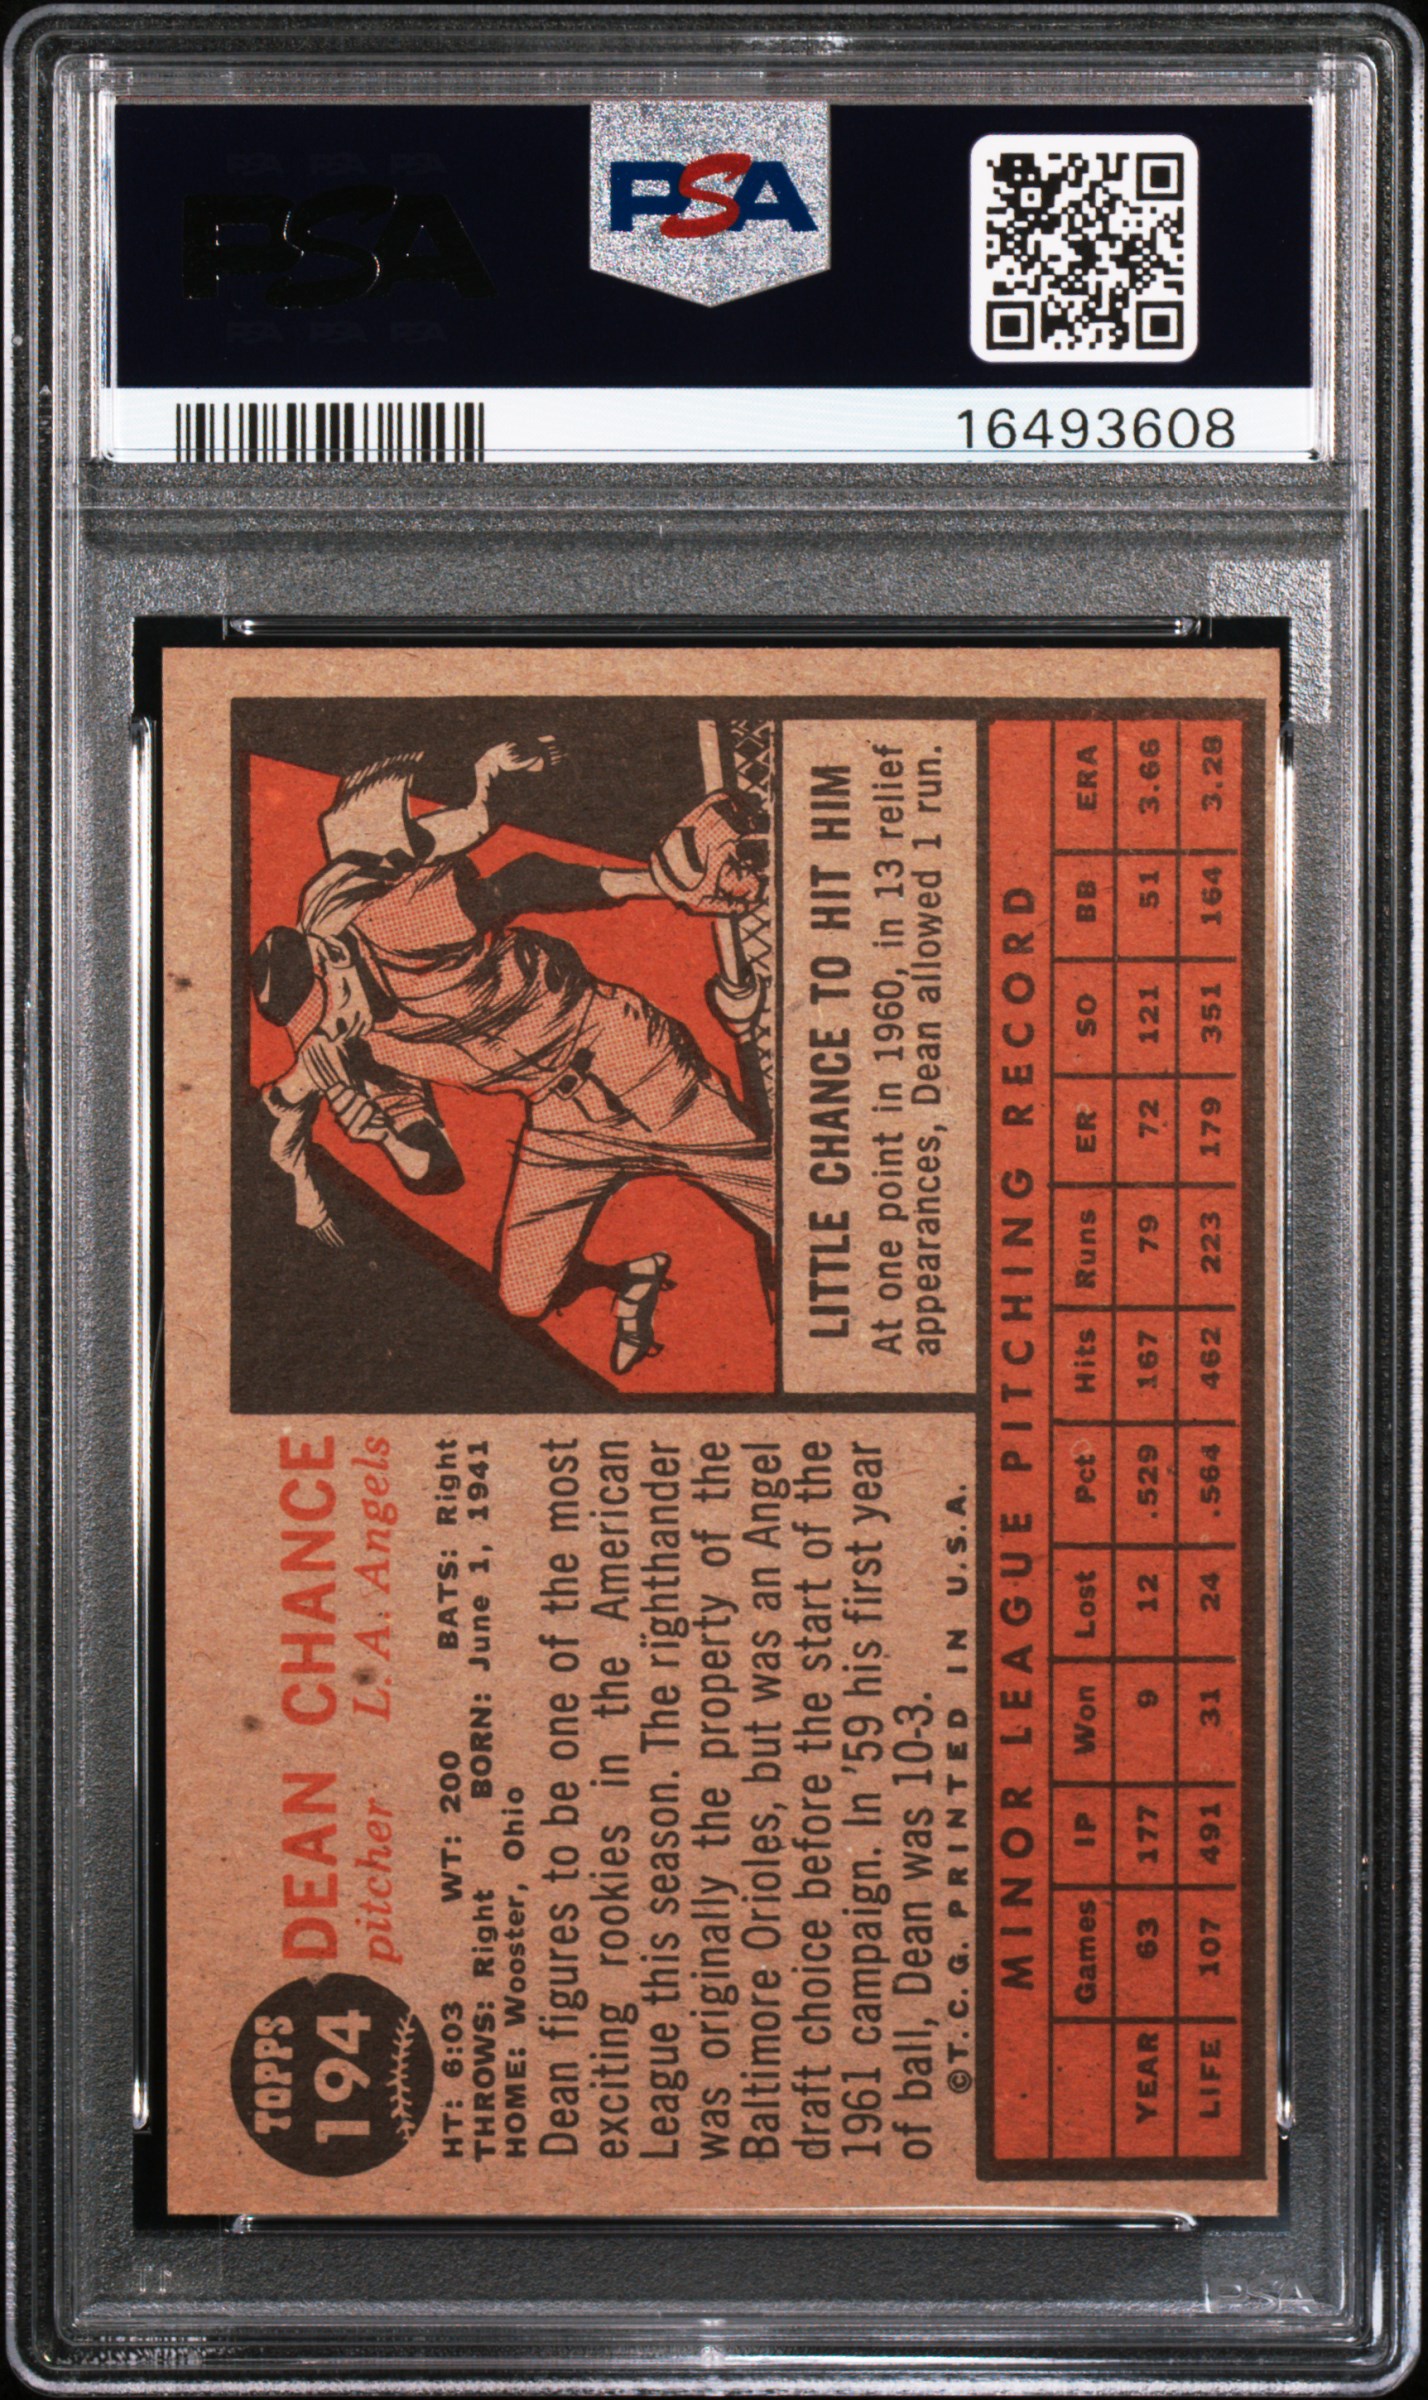 PSA PSA PSA
PSA
PSA PSA PSA
PSA
16493608
TOPPS
194
DEAN CHANCE
pitcher L. A. Angels
HT: 6:03 WT: 200 BATS: Right
THROWS: Right BORN: June 1, 1941
HOME: Wooster, Ohio
Dean figures to be one of the most
exciting rookies in the American
League this season. The righthander
was originally the property of the
Baltimore Orioles, but was an Angel
draft choice before the start of the
1961 campaign. In '59 his first year
of ball, Dean was 10-3.
©T. C. G. PRINTED IN U.S.A.
LITTLE CHANCE TO HIT HIM
At one point in 1960, in 13 relief
appearances, Dean allowed 1 run.
MINOR LEAGUE PITCHING RECORD
Games IP Won Lost Pct Hits Runs ER SO BB ERA
YEAR 63 177 9 12 .529 167 79 72 121 51 3.66
LIFE 107 491 31 24 .564 462 223 179 351 164 3.28
PSA